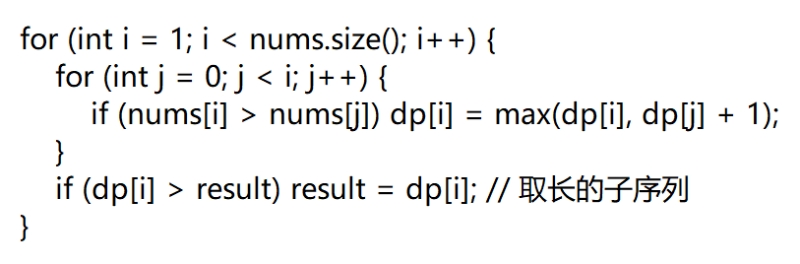 for (int i = 1; i < nums.size(); i++) {
    for (int j = 0; j < i; j++) {
        if (nums[i] > nums[j]) dp[i] = max(dp[i], dp[j] + 1);
    }
    if (dp[i] > result) result = dp[i]; // 取长的子序列
}